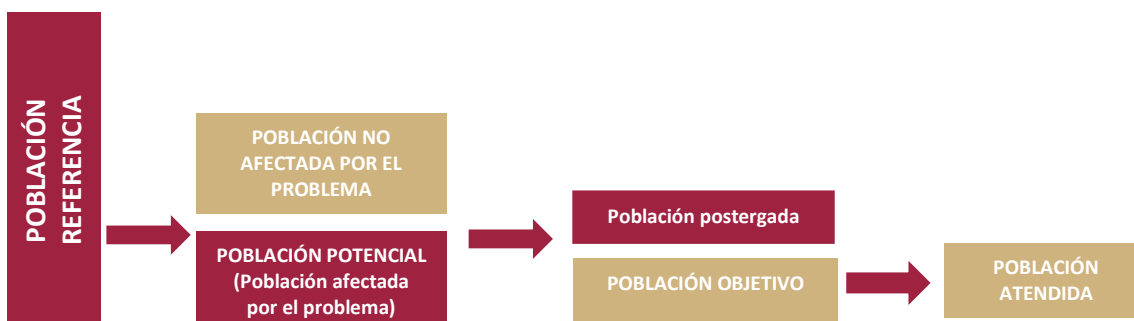 POBLACIÓN
REFERENCIA
POBLACIÓN NO
AFECTADA POR EL
PROBLEMA
POBLACIÓN POTENCIAL
(Población afectada
por el problema)
Población postergada
POBLACIÓN OBJETIVO
POBLACIÓN
ATENDIDA